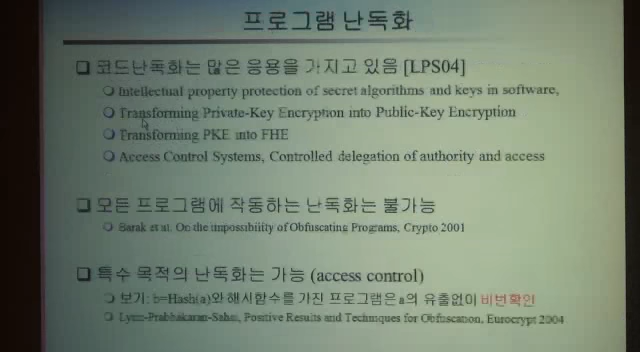 프로그램 난독화
코드난독화는 많은 응용을 가지고 있음 [LPS04]
Intellectual property protection of secret algorithms and keys in software,
Transforming Private-Key Encryption into Public-Key Encryption
Transforming PKE into FHE
Access Control Systems, Controlled delegation of authority and access
모든 프로그램에 작동하는 난독화는 불가능
Barak et al. On the impossibility of Obfuscating Programs, Crypto 2001
특수 목적의 난독화는 가능 (access control)
보기: b=Hash(a)와 해시함수를 가진 프로그램은 a의 유출없이 비번확인
Lynn-Prabhakaran-Sahai, Positive Results and Techniques for Obfuscation, Eurocrypt 2004